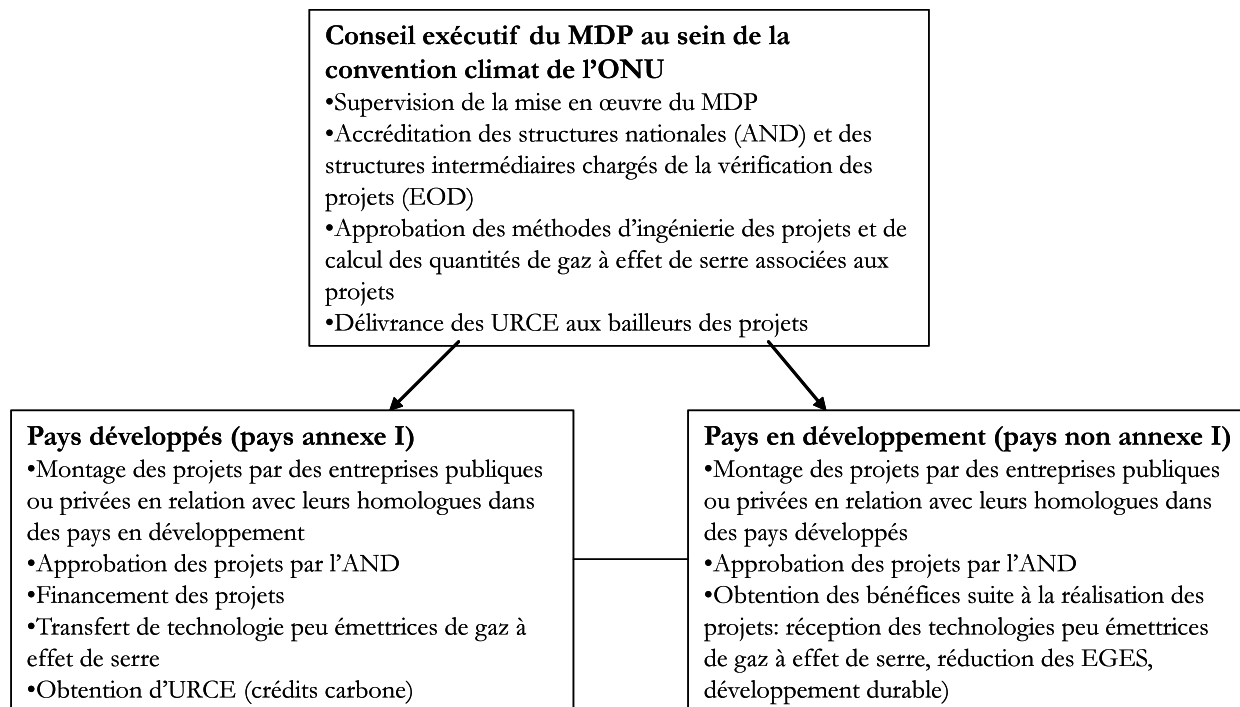 Conseil exécutif du MDP au sein de la
convention climat de l'ONU
•Supervision de la mise en œuvre du MDP
•Accréditation des structures nationales (AND) et des
structures intermédiaires chargés de la vérification des
projets (EOD)
•Approbation des méthodes d'ingénierie des projets et de
calcul des quantités de gaz à effet de serre associées aux
projets
•Délivrance des URCE aux bailleurs des projets
Pays développés (pays annexe I)
•Montage des projets par des entreprises publiques
ou privées en relation avec leurs homologues dans
des pays en développement
•Approbation des projets par l'AND
•Financement des projets
•Transfert de technologie peu émettrices de gaz à
effet de serre
•Obtention d'URCE (crédits carbone)
Pays en développement (pays non annexe I)
•Montage des projets par des entreprises publiques
ou privées en relation avec leurs homologues dans
des pays développés
•Approbation des projets par l'AND
•Obtention des bénéfices suite à la réalisation des
projets: réception des technologies peu émettrices
de gaz à effet de serre, réduction des EGES,
développement durable)